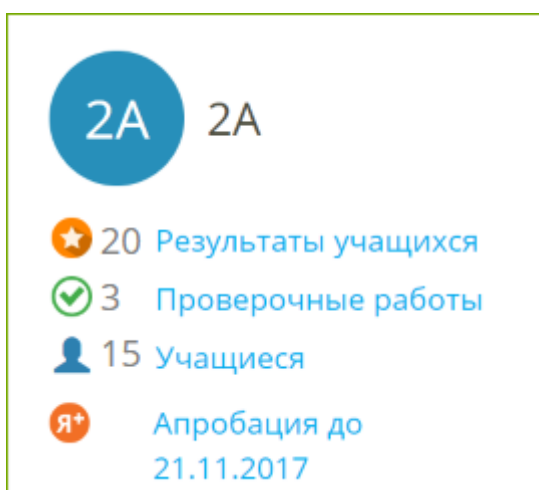 2А 2А
20 Результаты учащихся
3 Проверочные работы
15 Учащиеся
Я+ Апробация до
21.11.2017